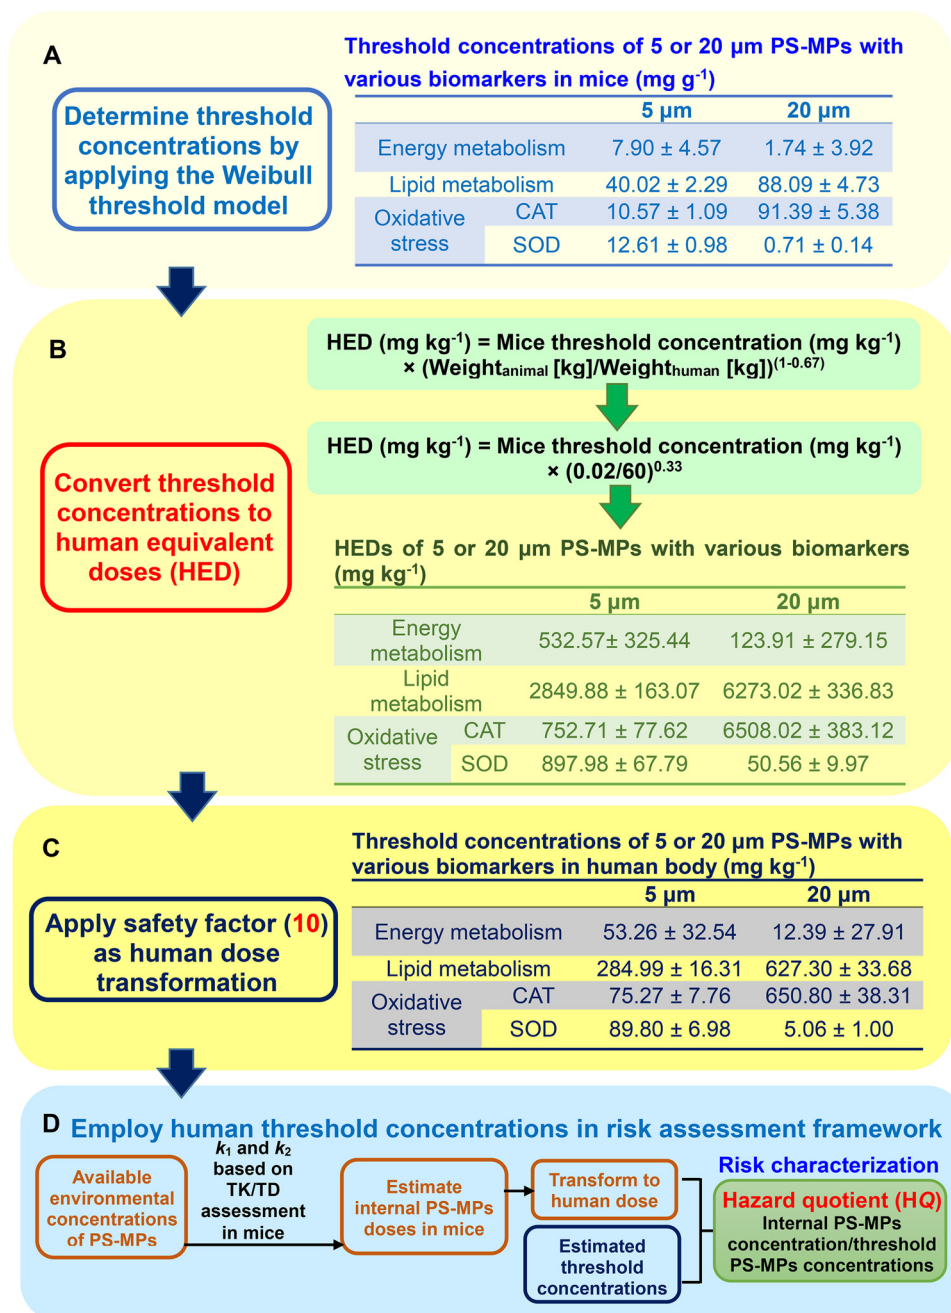 A
Determine threshold
concentrations by
applying the Weibull
threshold model
Threshold concentrations of 5 or 20 µm PS-MPs with
various biomarkers in mice (mg g⁻¹)
5 µm 20 µm
Energy metabolism 7.90 ± 4.57 1.74 ± 3.92
Lipid metabolism 40.02 ± 2.29 88.09 ± 4.73
Oxidative stress CAT 10.57 ± 1.09 91.39 ± 5.38
SOD 12.61 ± 0.98 0.71 ± 0.14
B
Convert threshold
concentrations to
human equivalent
doses (HED)
HED (mg kg⁻¹) = Mice threshold concentration (mg kg⁻¹)
× (Weightanimal [kg]/Weighthuman [kg])⁽¹⁻⁰·⁶⁷⁾
HED (mg kg⁻¹) = Mice threshold concentration (mg kg⁻¹)
× (0.02/60)⁰·³³
HEDs of 5 or 20 µm PS-MPs with various biomarkers
(mg kg⁻¹)
5 µm 20 µm
Energy metabolism 532.57± 325.44 123.91 ± 279.15
Lipid metabolism 2849.88 ± 163.07 6273.02 ± 336.83
Oxidative stress CAT 752.71 ± 77.62 6508.02 ± 383.12
SOD 897.98 ± 67.79 50.56 ± 9.97
C
Apply safety factor (10)
as human dose
transformation
Threshold concentrations of 5 or 20 µm PS-MPs with
various biomarkers in human body (mg kg⁻¹)
5 µm 20 µm
Energy metabolism 53.26 ± 32.54 12.39 ± 27.91
Lipid metabolism 284.99 ± 16.31 627.30 ± 33.68
Oxidative stress CAT 75.27 ± 7.76 650.80 ± 38.31
SOD 89.80 ± 6.98 5.06 ± 1.00
D
Employ human threshold concentrations in risk assessment framework
Available
environmental
concentrations
of PS-MPs
k₁ and k₂
based on
TK/TD
assessment
in mice
Estimate
internal PS-MPs
doses in mice
Transform to
human dose
Estimated
threshold
concentrations
Risk characterization
Hazard quotient (HQ)
Internal PS-MPs
concentration/threshold
PS-MPs concentrations